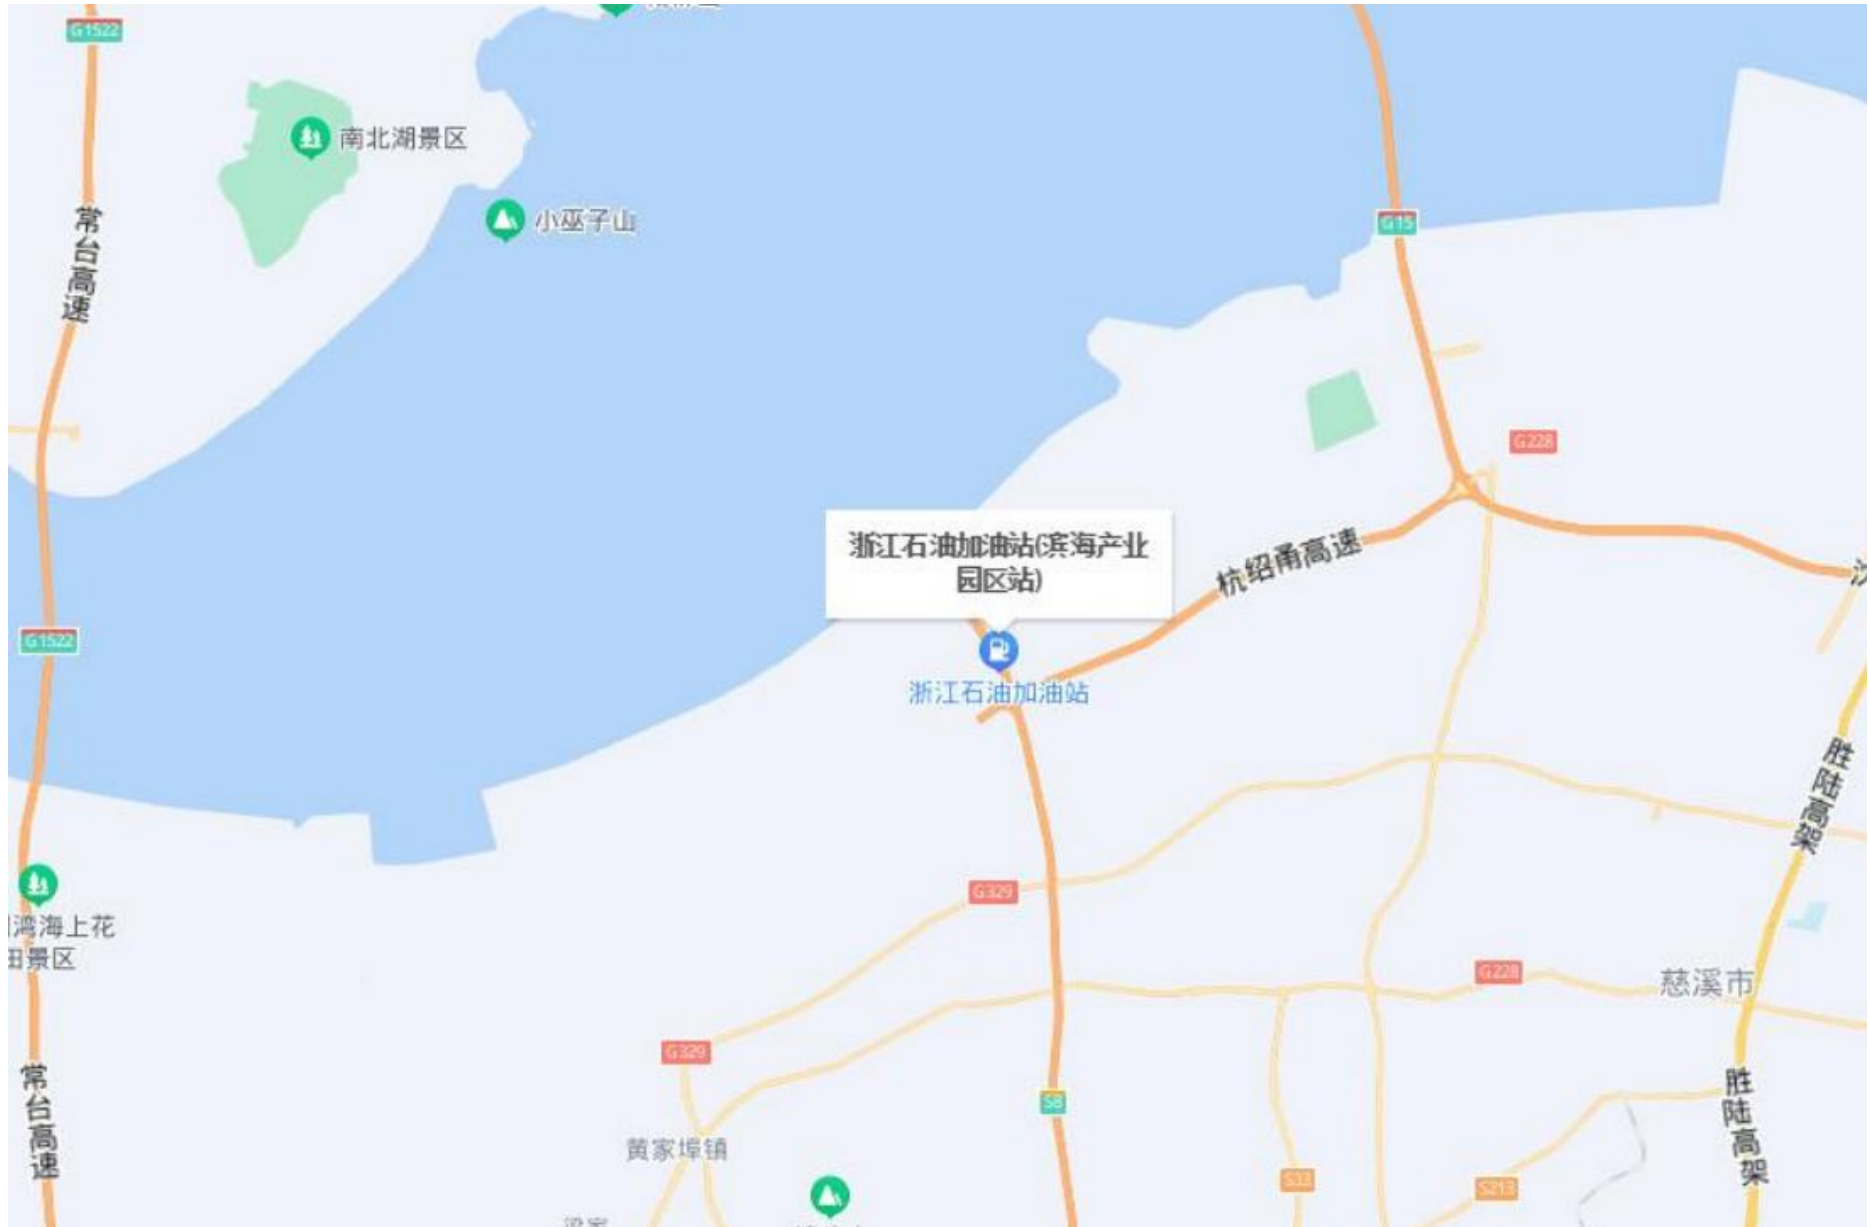 G1522
南北湖景区
小巫子山
G15
常台高速
G228
浙江石油加油站(滨海产业
园区站)
杭绍甬高速
G1522
浙江石油加油站
胜陆高架
G329
湾海上花
田景区
G228
慈溪市
G329
常台高速
S8
胜陆高架
黄家埠镇
S33
S213